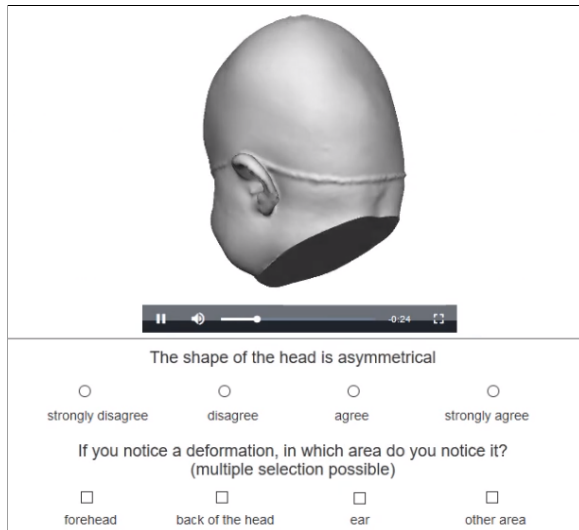 -0:24
The shape of the head is asymmetrical
strongly disagree disagree agree strongly agree
If you notice a deformation, in which area do you notice it?
(multiple selection possible)
forehead back of the head ear other area